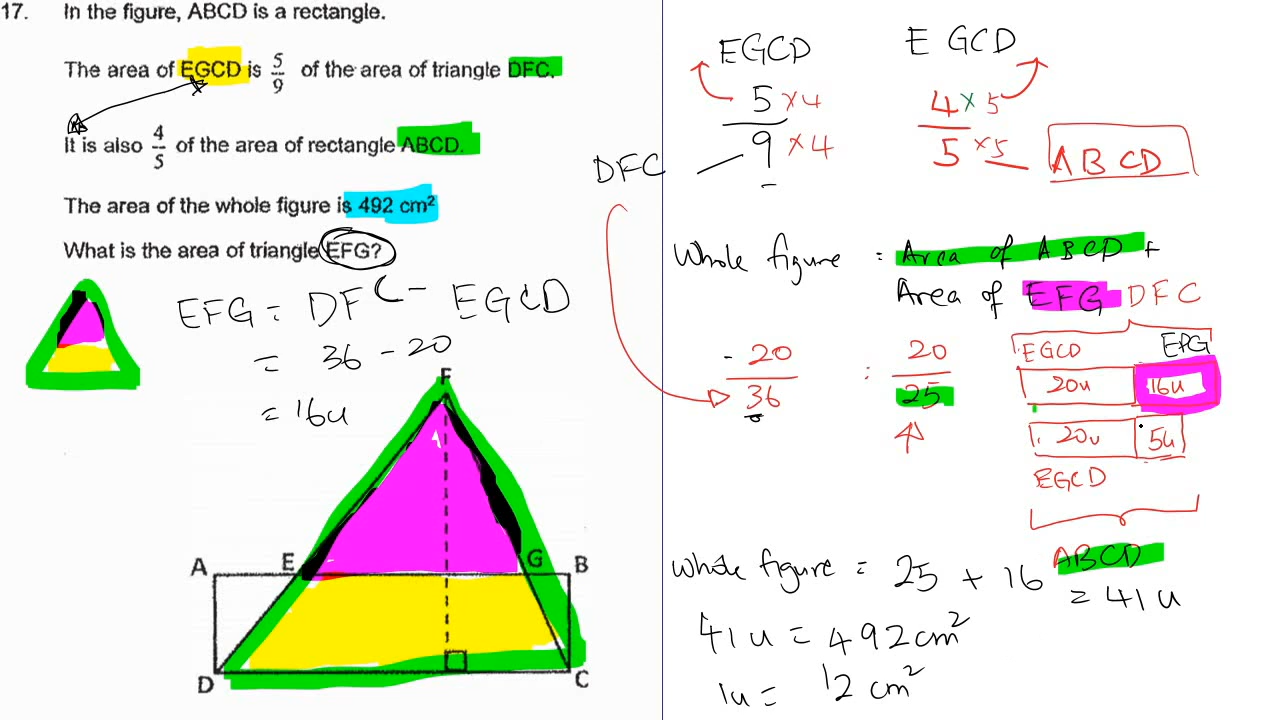 17. In the figure, ABCD is a rectangle.
The area of EGCD is 5/9 of the area of triangle DFC.
It is also 4/5 of the area of rectangle ABCD.
The area of the whole figure is 492 cm²
What is the area of triangle EFG?
EFG = DFC - EGCD
= 36 - 20
= 16u
F
A E G B
D C
EGCD
5 ×4
9 ×4
DFC
E GCD
4 × 5
5 ×5
ABCD
Whole figure = Area of ABCD +
Area of EFG
DFC
20
36
: 20
25
EGCD EFG
20u 16u
20u 5u
EGCD
ABCD
Whole figure = 25 + 16
= 41u
41u = 492cm²
1u = 12 cm²